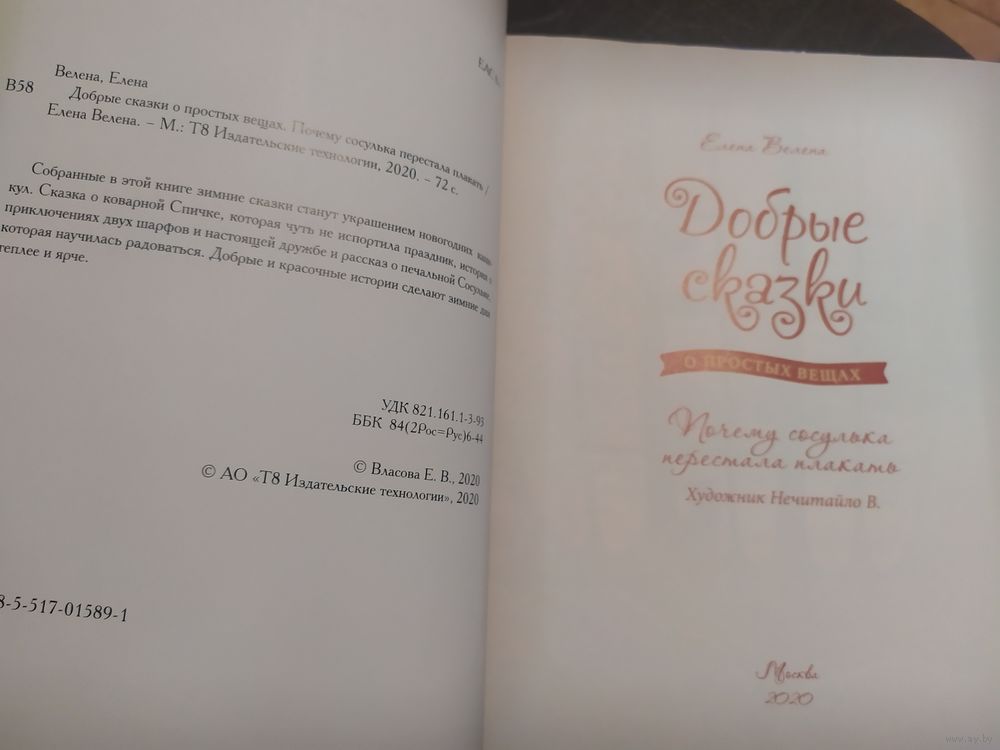 Велена, Елена
В58
Добрые сказки о простых вещах. Почему сосулька перестала плакать /
Елена Велена. – М.: Т8 Издательские технологии, 2020. – 72 с.
Собранные в этой книге зимние сказки станут украшением новогодних кани-
кул. Сказка о коварной Спичке, которая чуть не испортила праздник, история о
приключениях двух шарфов и настоящей дружбе и рассказ о печальной Сосульке,
которая научилась радоваться. Добрые и красочные истории сделают зимние дни
теплее и ярче.
УДК 821.161.1-3-93
ББК 84(2Рос=Рус)6-44
© Власова Е. В., 2020
© АО «Т8 Издательские технологии», 2020
8-5-517-01589-1
Елена Велена
Добрые
сказки
О ПРОСТЫХ ВЕЩАХ
Почему сосулька
перестала плакать
Художник Нечитайло В.
Москва
2020
www.ay.by